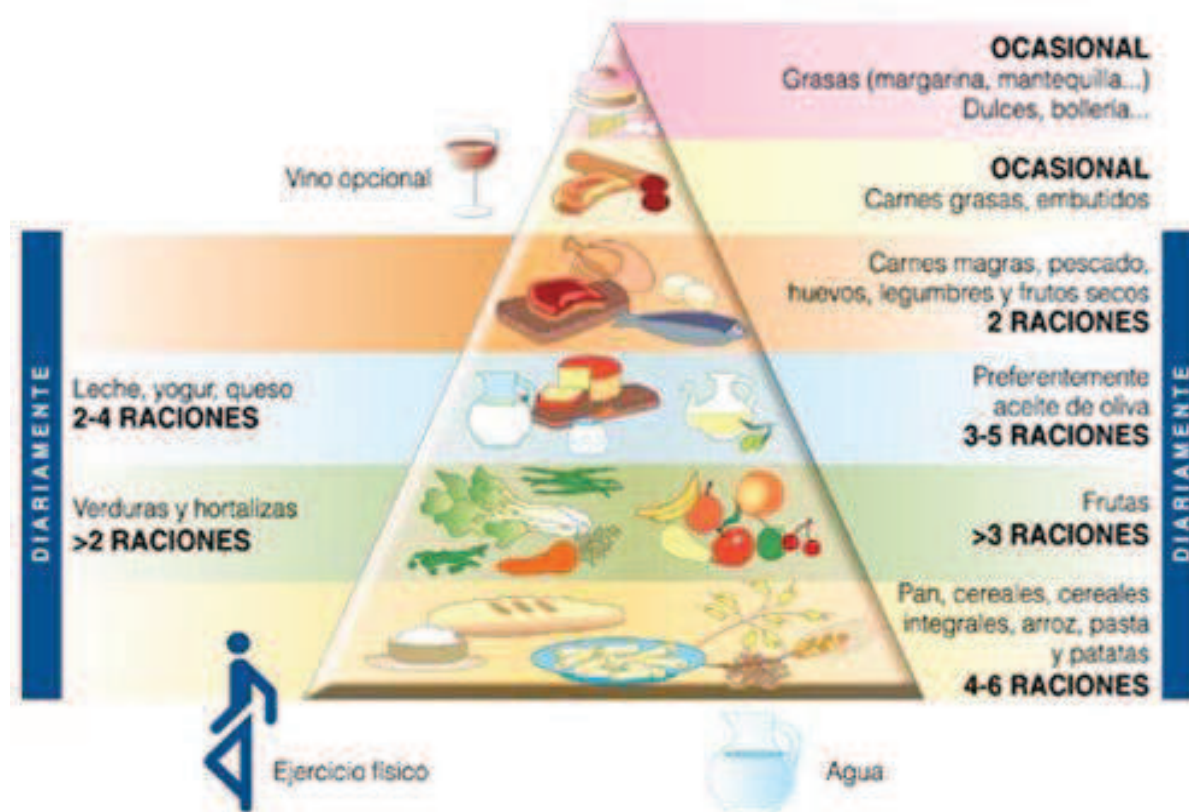 OCASIONAL
Grasas (margarina, mantequilla...)
Dulces, bollería...
Vino opcional
OCASIONAL
Carnes grasas, embutidos
Carnes magras, pescado,
huevos, legumbres y frutos secos
2 RACIONES
DIARIAMENTE
Leche, yogur, queso
2-4 RACIONES
Preferentemente
aceite de oliva
3-5 RACIONES
DIARIAMENTE
Verduras y hortalizas
>2 RACIONES
Frutas
>3 RACIONES
Pan, cereales, cereales
integrales, arroz, pasta
y patatas
4-6 RACIONES
Ejercicio físico
Agua